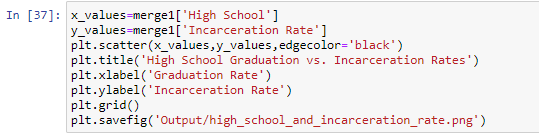 In [37]: x_values=merge1['High School']
y_values=merge1['Incarceration Rate']
plt.scatter(x_values,y_values,edgecolor='black')
plt.title('High School Graduation vs. Incarceration Rates')
plt.xlabel('Graduation Rate')
plt.ylabel('Incarceration Rate')
plt.grid()
plt.savefig('Output/high_school_and_incarceration_rate.png')